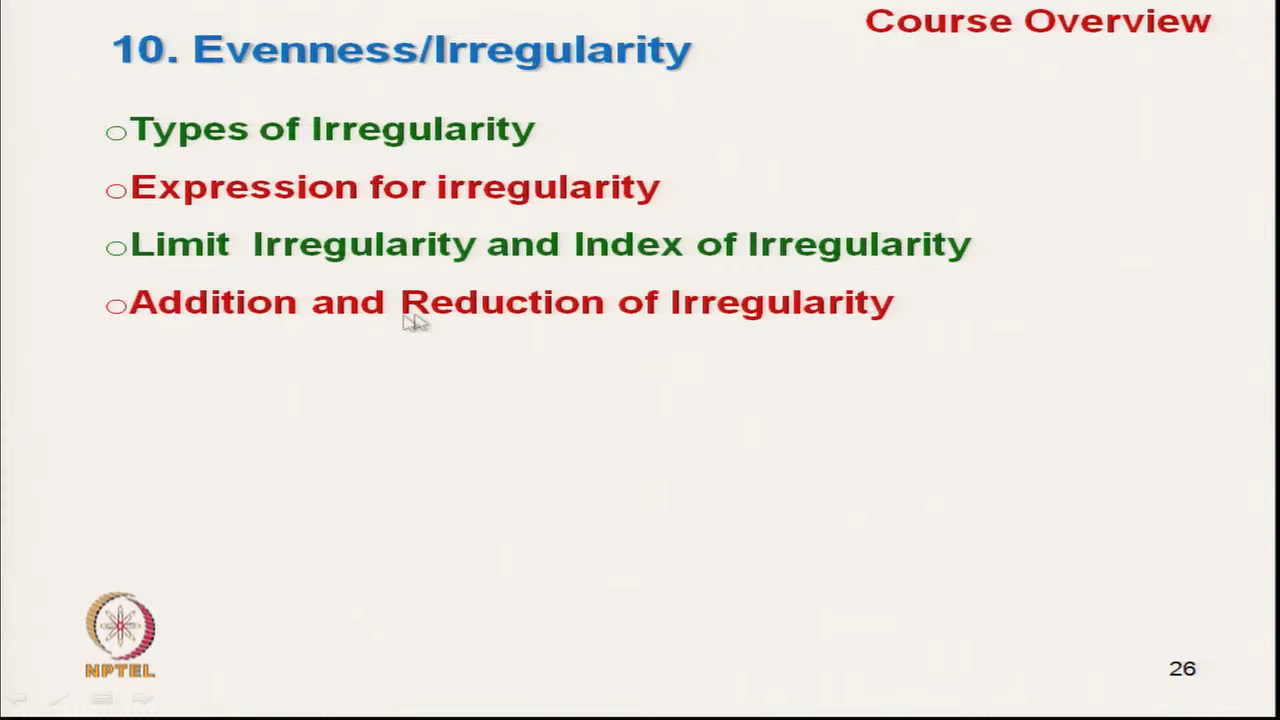 Course Overview
10. Evenness/Irregularity
Types of Irregularity
Expression for irregularity
Limit Irregularity and Index of Irregularity
Addition and Reduction of Irregularity
NPTEL
26